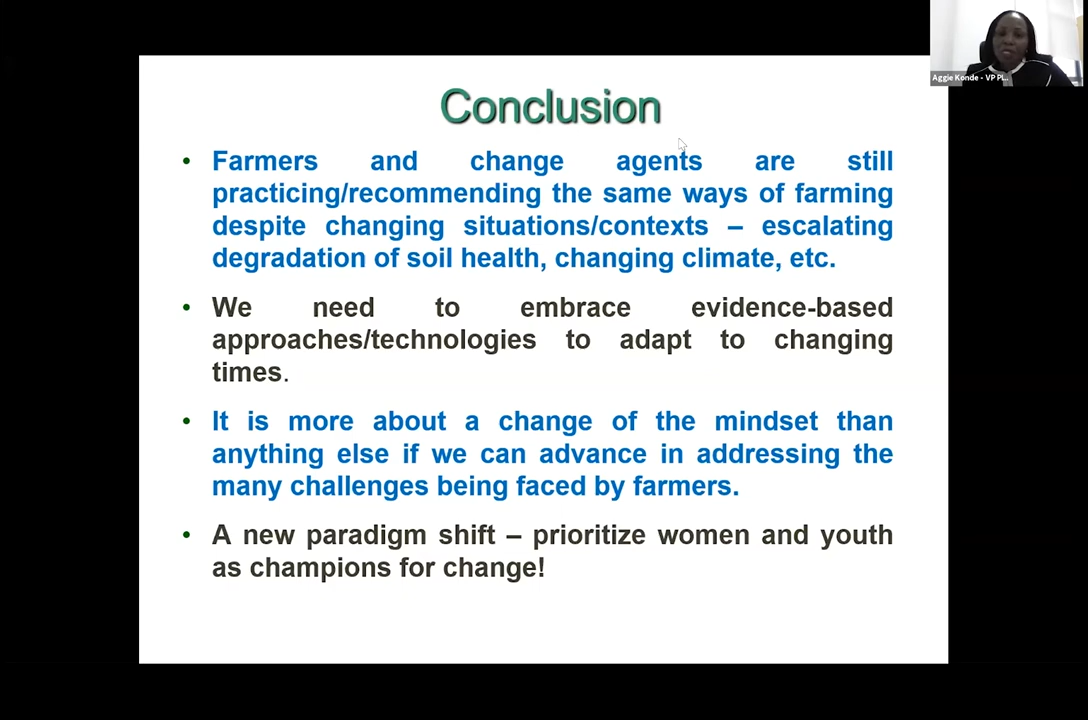 Aggie Konde - VP Pl...
Conclusion
• Farmers and change agents are still
practicing/recommending the same ways of farming
despite changing situations/contexts – escalating
degradation of soil health, changing climate, etc.
• We need to embrace evidence-based
approaches/technologies to adapt to changing
times.
• It is more about a change of the mindset than
anything else if we can advance in addressing the
many challenges being faced by farmers.
• A new paradigm shift – prioritize women and youth
as champions for change!